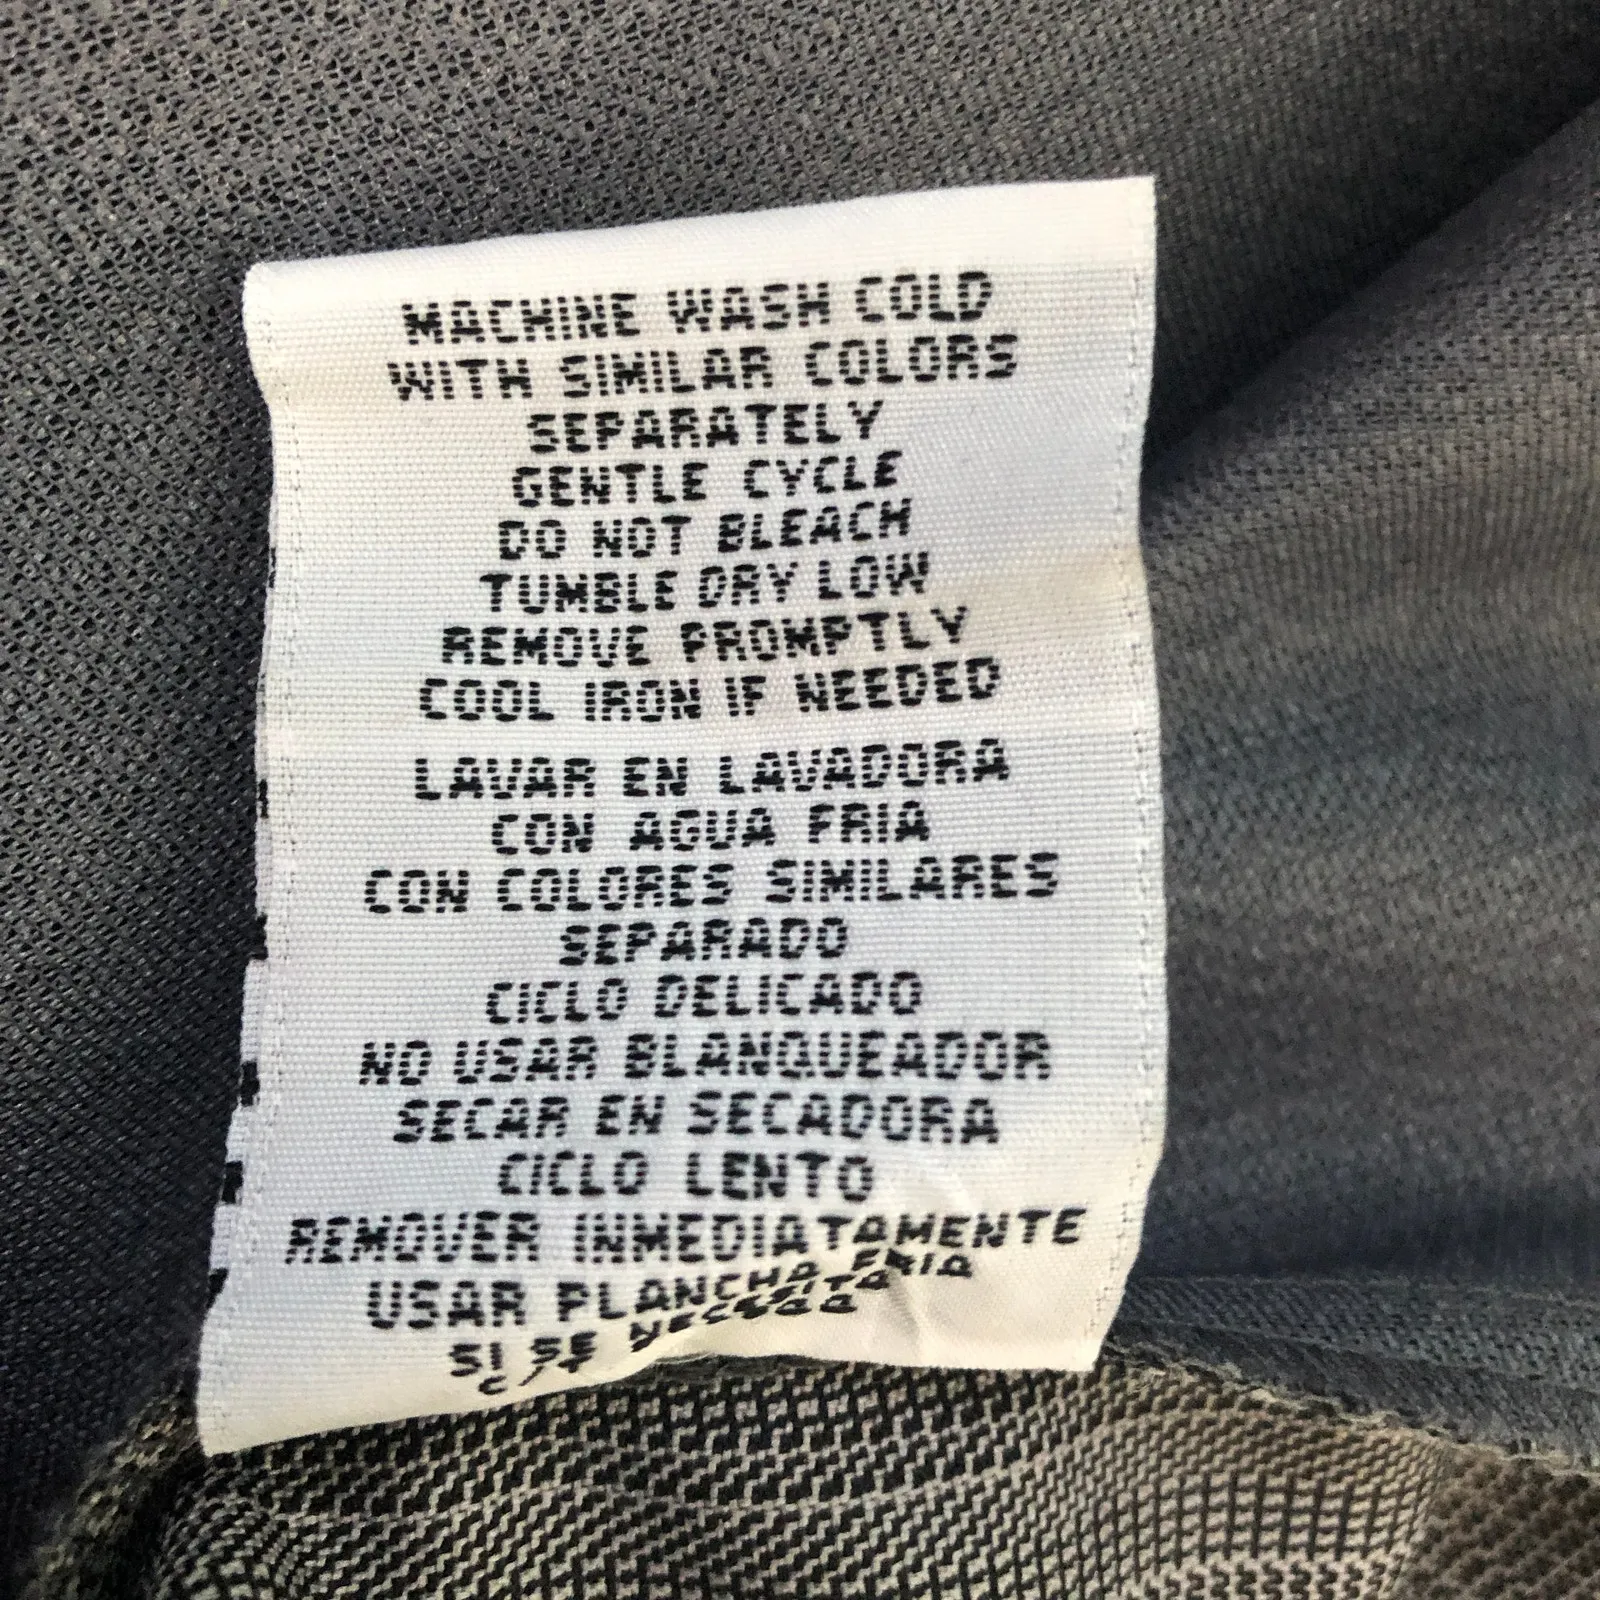 MACHINE WASH COLD
WITH SIMILAR COLORS
SEPARATELY
GENTLE CYCLE
DO NOT BLEACH
TUMBLE DRY LOW
REMOVE PROMPTLY
COOL IRON IF NEEDED
LAVAR EN LAVADORA
CON AGUA FRIA
CON COLORES SIMILARES
SEPARADO
CICLO DELICADO
NO USAR BLANQUEADOR
SECAR EN SECADORA
CICLO LENTO
REMOVER INMEDIATAMENTE
USAR PLANCHA FRIA
SI SE NECESITARA